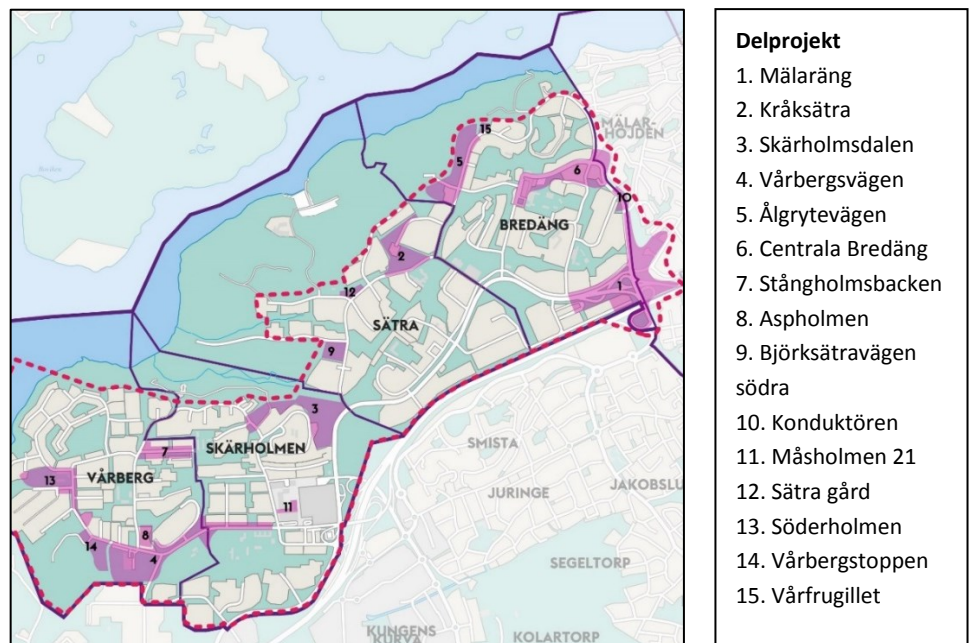 MÄLAR-
HÖJDEN
15
5
6
10
BREDÄNG
2
1
12
SÄTRA
9
3
SKÄRHOLMEN
SMISTA
7
VÅRBERG
13
JURINGE
JAKOBSLU
11
8
14
4
SEGELTORP
KUNGENS
KURVA
KOLARTORP
Delprojekt
1. Mälaräng
2. Kråksätra
3. Skärholmsdalen
4. Vårbergsvägen
5. Ålgrytevägen
6. Centrala Bredäng
7. Stångholmsbacken
8. Aspholmen
9. Björksätravägen
södra
10. Konduktören
11. Måsholmen 21
12. Sätra gård
13. Söderholmen
14. Vårbergstoppen
15. Vårfrugillet